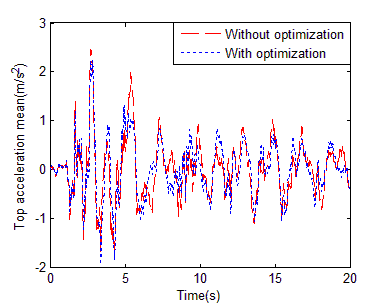 Without optimization
With optimization
3
2
1
0
-1
-2
Top acceleration mean(m/s²)
0
5
10
15
20
Time(s)